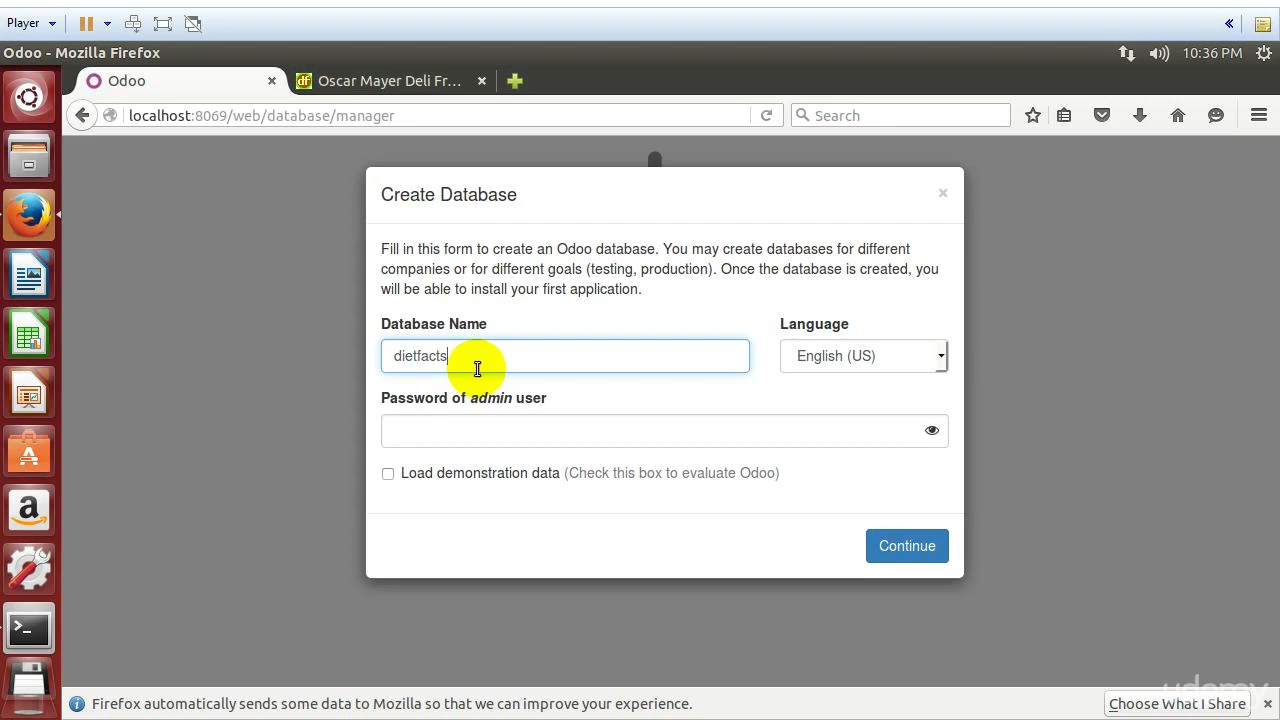 Player
Odoo - Mozilla Firefox
10:36 PM
Odoo
df
Oscar Mayer Deli Fr...
localhost:8069/web/database/manager
Search
Create Database
Fill in this form to create an Odoo database. You may create databases for different
companies or for different goals (testing, production). Once the database is created, you
will be able to install your first application.
Database Name
Language
dietfacts
English (US)
Password of admin user
Load demonstration data (Check this box to evaluate Odoo)
Continue
Firefox automatically sends some data to Mozilla so that we can improve your experience.
Choose What I Share
udemy